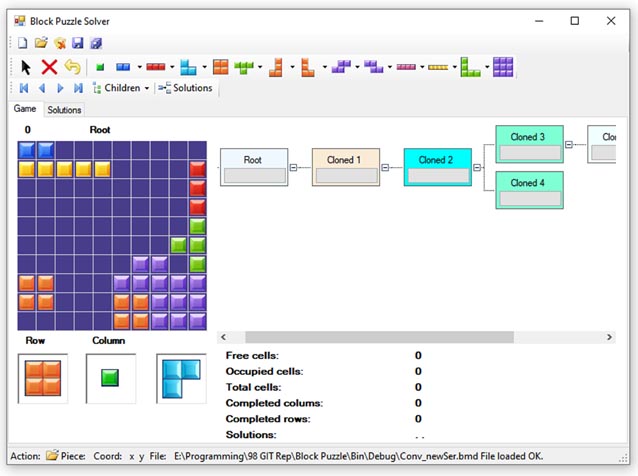 Block Puzzle Solver
Children
Solutions
Game
Solutions
0 Root
Root
Cloned 1
Cloned 2
Cloned 3
Cloned 4
C
Row Column
Free cells: 0
Occupied cells: 0
Total cells: 0
Completed colums: 0
Completed rows: 0
Solutions: . .
Action: Piece: Coord: x y File: E:\Programming\98 GIT Rep\Block Puzzle\Bin\Debug\Conv_newSer.bmd File loaded OK.